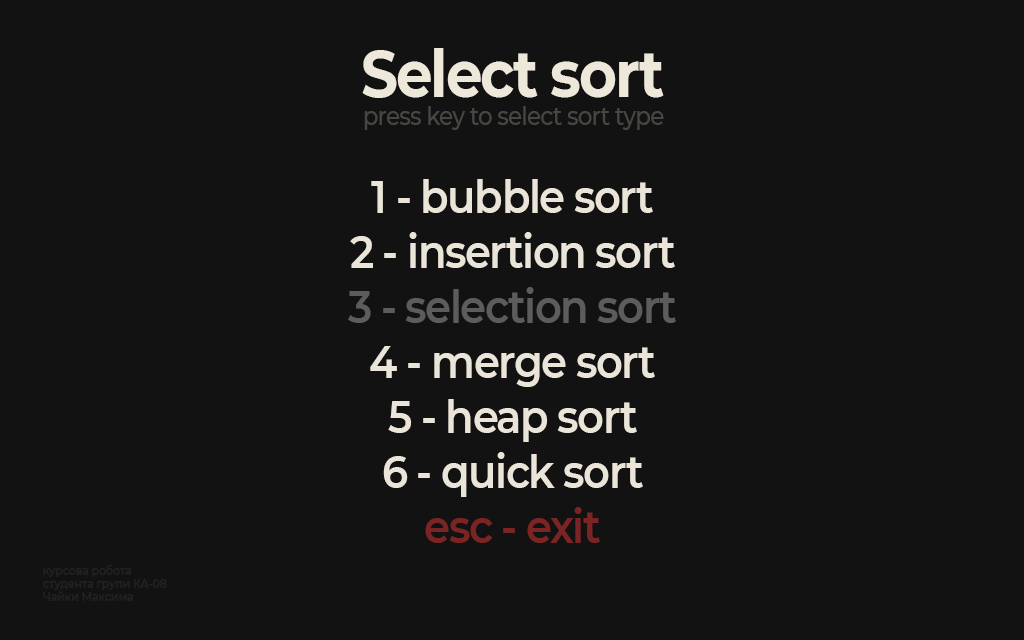 Select sort
press key to select sort type
1 - bubble sort
2 - insertion sort
3 - selection sort
4 - merge sort
5 - heap sort
6 - quick sort
esc - exit
курсова робота
студента групи КА-08
Чайки Максима